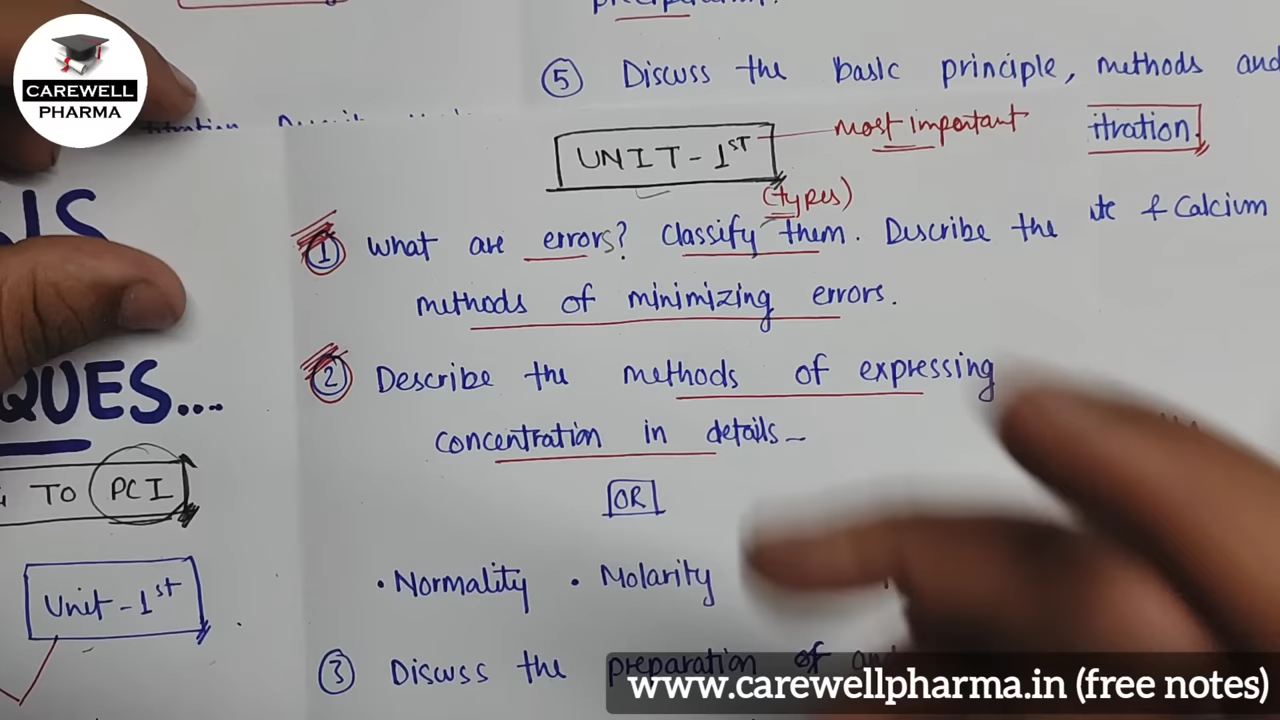 CAREWELL
PHARMA
⑤ Discuss the basic principle, methods and
itration.
UNIT - 1ST
most important
(types)
① What are errors? Classify them. Describe the
& Calcium
methods of minimizing errors.
② Describe the methods of expressing
concentration in details -
OR
• Normality • Molarity
③ Discuss the preparation of and
QUES....
TO PCI
Unit - 1st
www.carewellpharma.in (free notes)